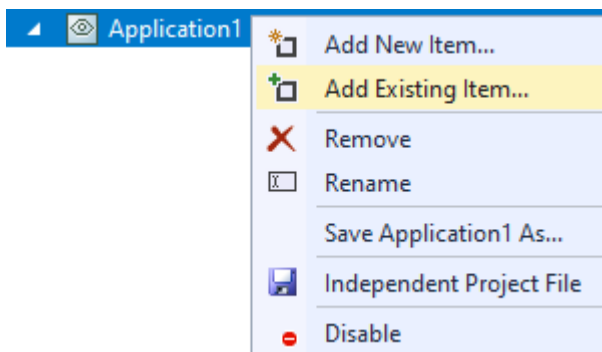 Application1
Add New Item...
Add Existing Item...
Remove
Rename
Save Application1 As...
Independent Project File
Disable